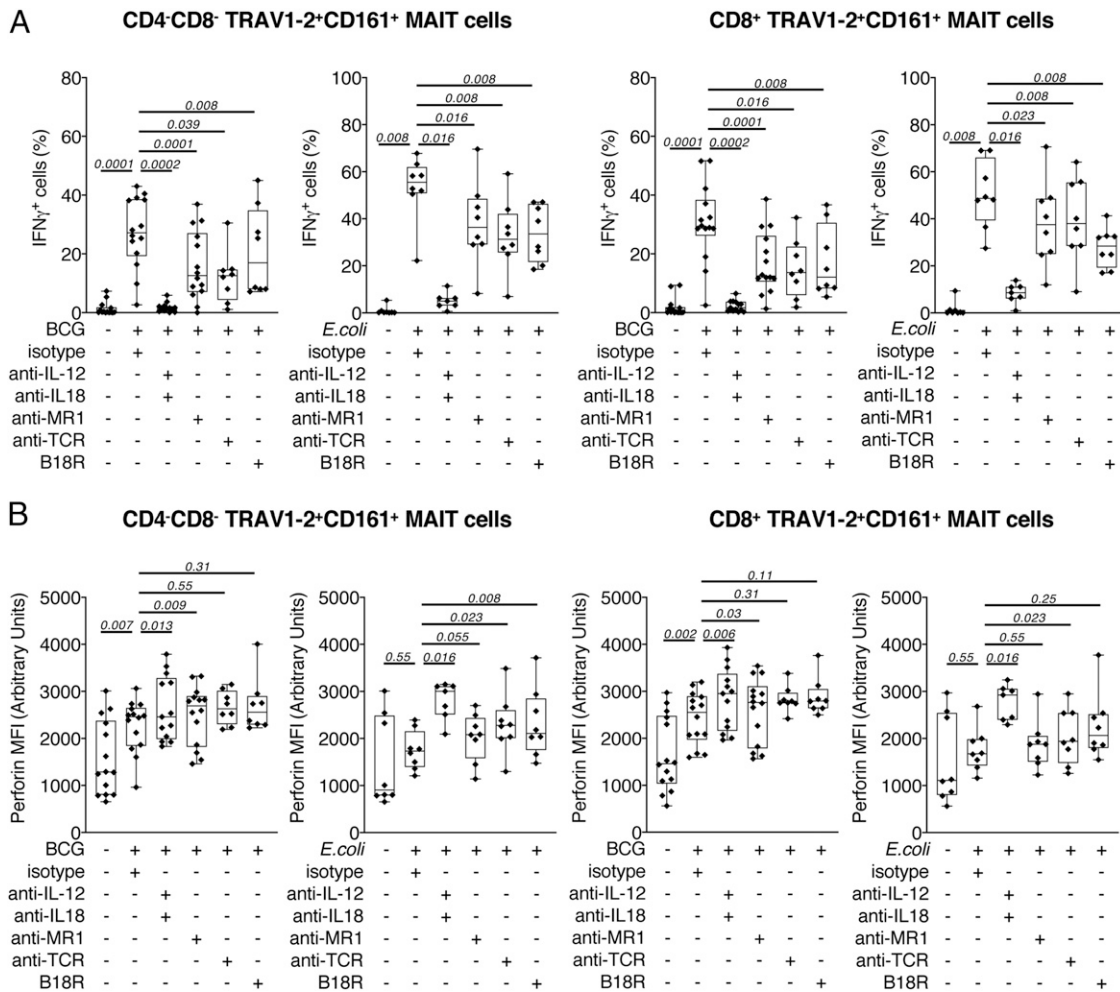 A
CD4-CD8- TRAV1-2+CD161+ MAIT cells
CD8+ TRAV1-2+CD161+ MAIT cells
IFNγ+ cells (%)
80
60
40
20
0
0.008
0.039
0.0001
0.0001
0.0002
BCG - + + + + +
isotype - + - - - -
anti-IL-12 - - + - - -
anti-IL18 - - + - - -
anti-MR1 - - - + - -
anti-TCR - - - - + -
B18R - - - - - +
IFNγ+ cells (%)
100
80
60
40
20
0
0.008
0.008
0.016
0.008
0.016
E.coli - + + + + +
isotype - + - - - -
anti-IL-12 - - + - - -
anti-IL18 - - + - - -
anti-MR1 - - - + - -
anti-TCR - - - - + -
B18R - - - - - +
IFNγ+ cells (%)
80
60
40
20
0
0.008
0.016
0.0001
0.0001
0.0002
BCG - + + + + +
isotype - + - - - -
anti-IL-12 - - + - - -
anti-IL18 - - + - - -
anti-MR1 - - - + - -
anti-TCR - - - - + -
B18R - - - - - +
IFNγ+ cells (%)
100
80
60
40
20
0
0.008
0.008
0.023
0.008
0.016
E.coli - + + + + +
isotype - + - - - -
anti-IL-12 - - + - - -
anti-IL18 - - + - - -
anti-MR1 - - - + - -
anti-TCR - - - - + -
B18R - - - - - +
B
CD4-CD8- TRAV1-2+CD161+ MAIT cells
CD8+ TRAV1-2+CD161+ MAIT cells
Perforin MFI (Arbitrary Units)
5000
4000
3000
2000
1000
0
0.31
0.55
0.009
0.007
0.013
BCG - + + + + +
isotype - + - - - -
anti-IL-12 - - + - - -
anti-IL18 - - + - - -
anti-MR1 - - - + - -
anti-TCR - - - - + -
B18R - - - - - +
Perforin MFI (Arbitrary Units)
5000
4000
3000
2000
1000
0
0.008
0.023
0.055
0.55
0.016
E.coli - + + + + +
isotype - + - - - -
anti-IL-12 - - + - - -
anti-IL18 - - + - - -
anti-MR1 - - - + - -
anti-TCR - - - - + -
B18R - - - - - +
Perforin MFI (Arbitrary Units)
5000
4000
3000
2000
1000
0
0.11
0.31
0.03
0.002
0.006
BCG - + + + + +
isotype - + - - - -
anti-IL-12 - - + - - -
anti-IL18 - - + - - -
anti-MR1 - - - + - -
anti-TCR - - - - + -
B18R - - - - - +
Perforin MFI (Arbitrary Units)
5000
4000
3000
2000
1000
0
0.25
0.023
0.55
0.55
0.016
E.coli - + + + + +
isotype - + - - - -
anti-IL-12 - - + - - -
anti-IL18 - - + - - -
anti-MR1 - - - + - -
anti-TCR - - - - + -
B18R - - - - - +